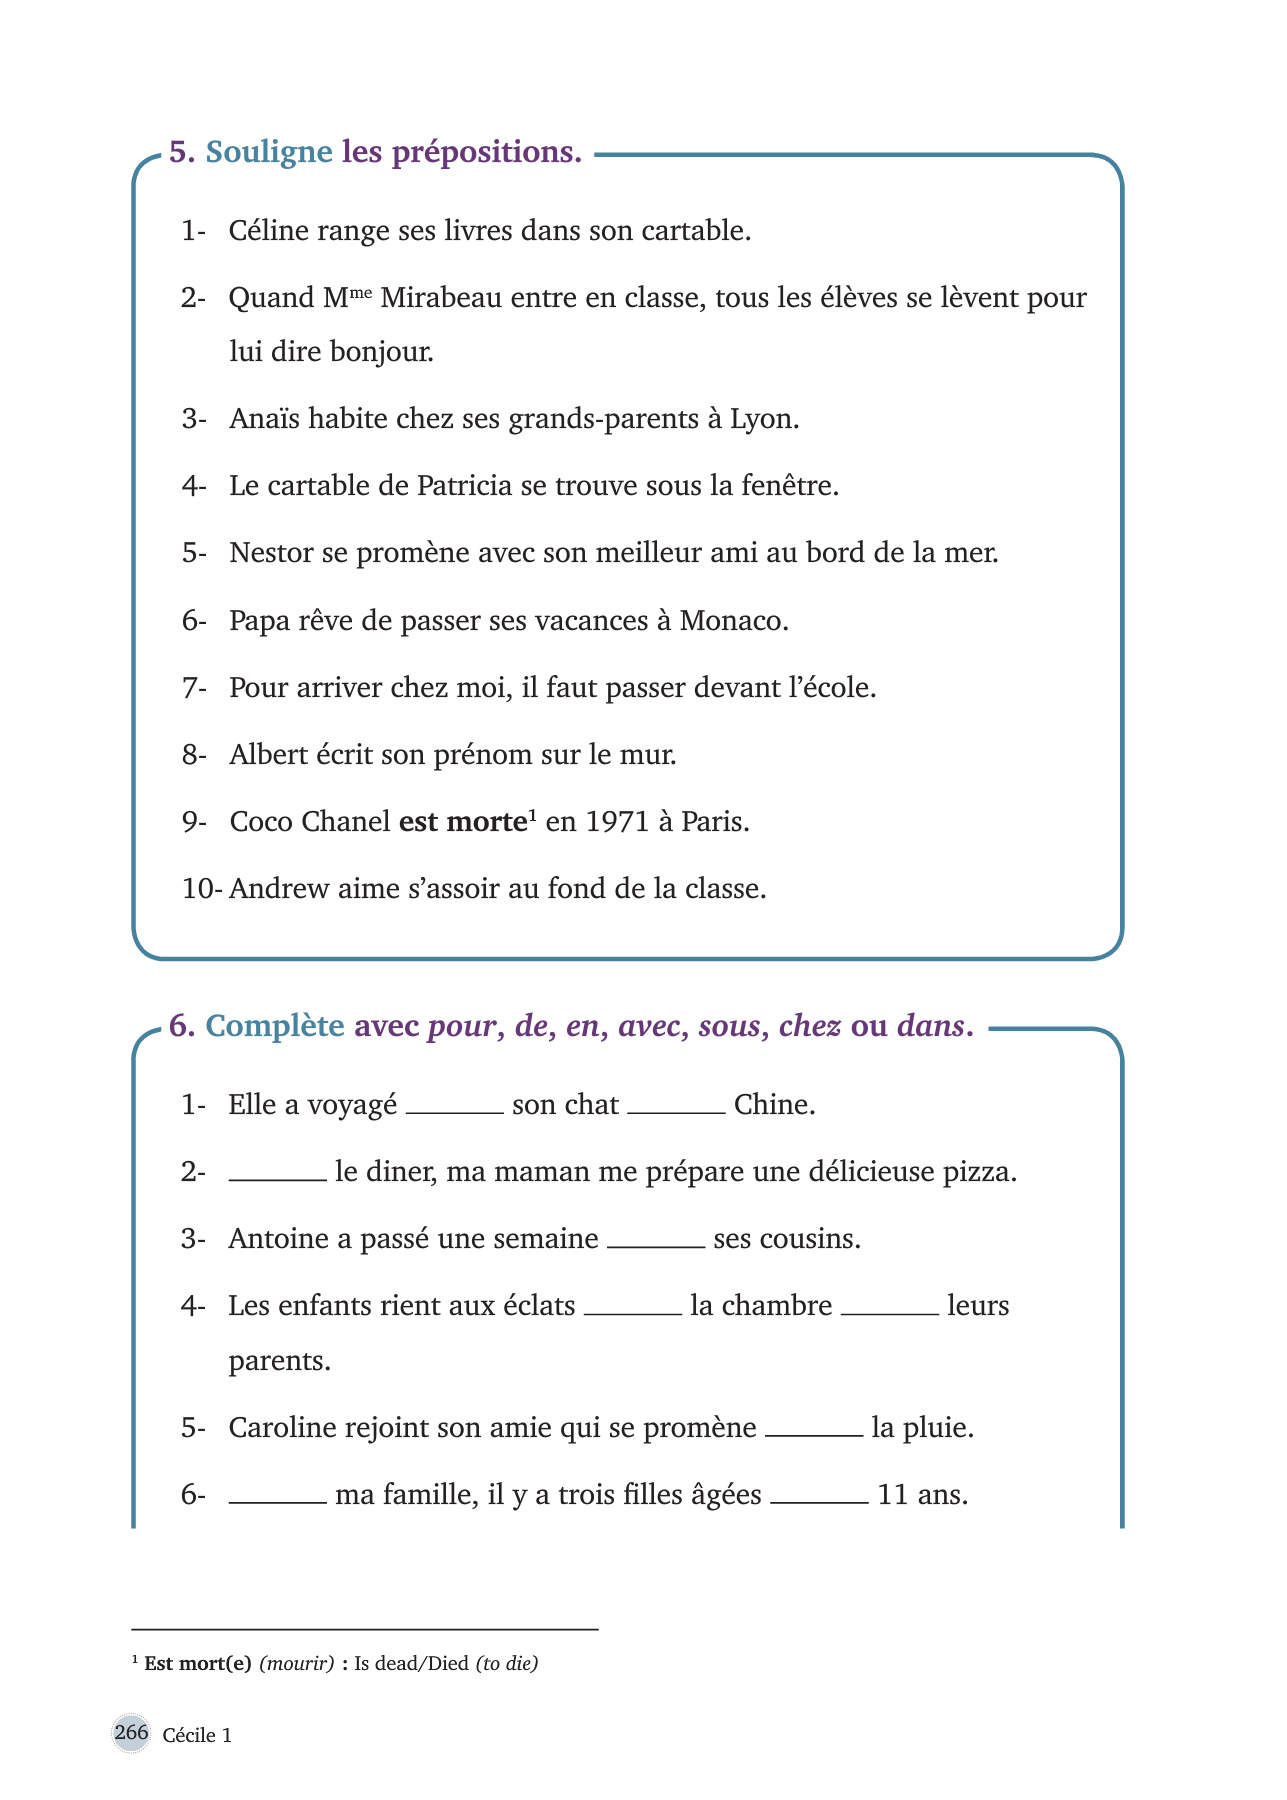 5. Souligne les prépositions.
1- Céline range ses livres dans son cartable.
2- Quand Mme Mirabeau entre en classe, tous les élèves se lèvent pour
lui dire bonjour.
3- Anaïs habite chez ses grands-parents à Lyon.
4- Le cartable de Patricia se trouve sous la fenêtre.
5- Nestor se promène avec son meilleur ami au bord de la mer.
6- Papa rêve de passer ses vacances à Monaco.
7- Pour arriver chez moi, il faut passer devant l’école.
8- Albert écrit son prénom sur le mur.
9- Coco Chanel est morte1 en 1971 à Paris.
10- Andrew aime s’assoir au fond de la classe.
6. Complète avec pour, de, en, avec, sous, chez ou dans.
1- Elle a voyagé _______ son chat _______ Chine.
2- _______ le diner, ma maman me prépare une délicieuse pizza.
3- Antoine a passé une semaine _______ ses cousins.
4- Les enfants rient aux éclats _______ la chambre _______ leurs
parents.
5- Caroline rejoint son amie qui se promène _______ la pluie.
6- _______ ma famille, il y a trois filles âgées _______ 11 ans.
1 Est mort(e) (mourir) : Is dead/Died (to die)
266 Cécile 1